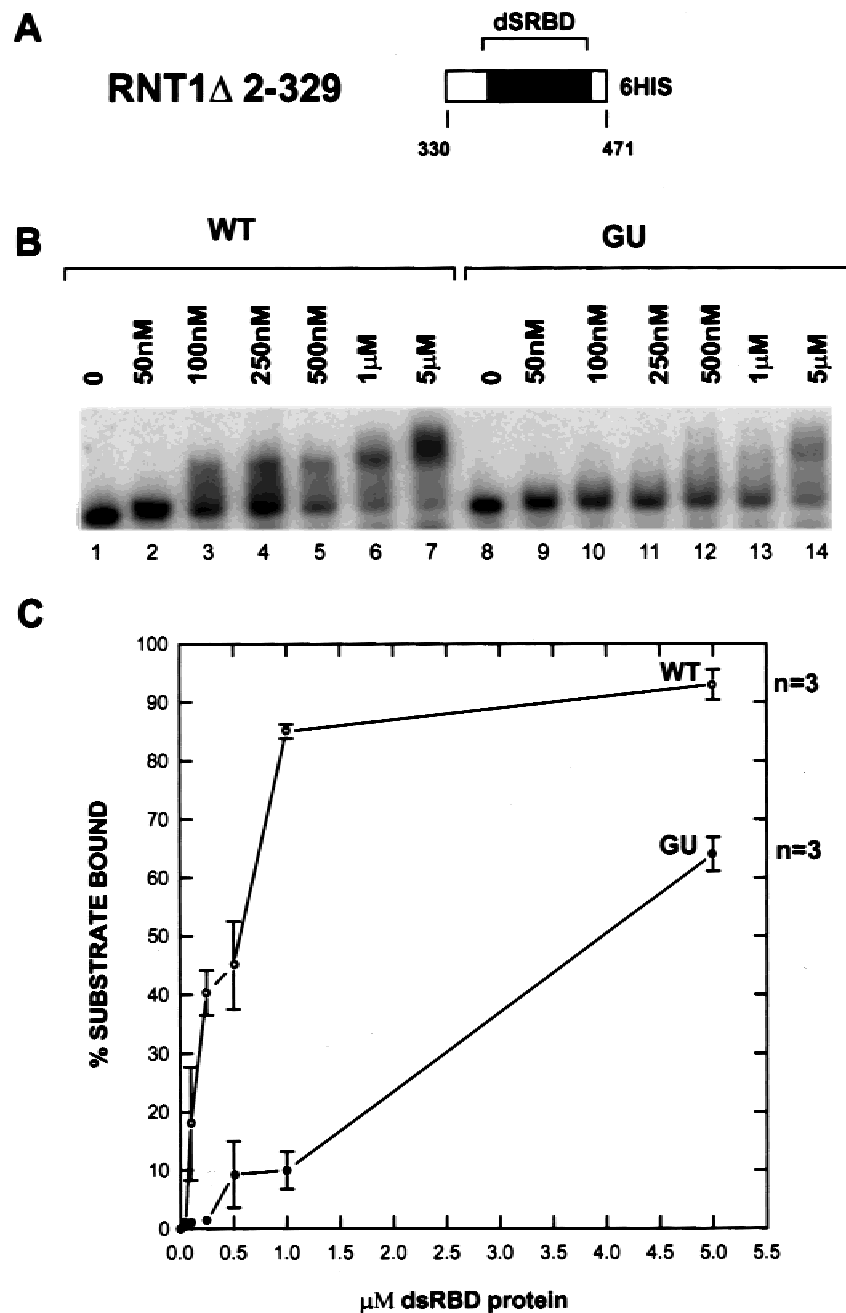 A
dSRBD
RNT1Δ 2-329
6HIS
330
471
B
WT
GU
0 50nM 100nM 250nM 500nM 1μM 5μM 0 50nM 100nM 250nM 500nM 1μM 5μM
1 2 3 4 5 6 7 8 9 10 11 12 13 14
C
100
90
80
70
60
50
40
30
20
10
0
% SUBSTRATE BOUND
WT
n=3
GU
n=3
0.0 0.5 1.0 1.5 2.0 2.5 3.0 3.5 4.0 4.5 5.0 5.5
μM dsRBD protein